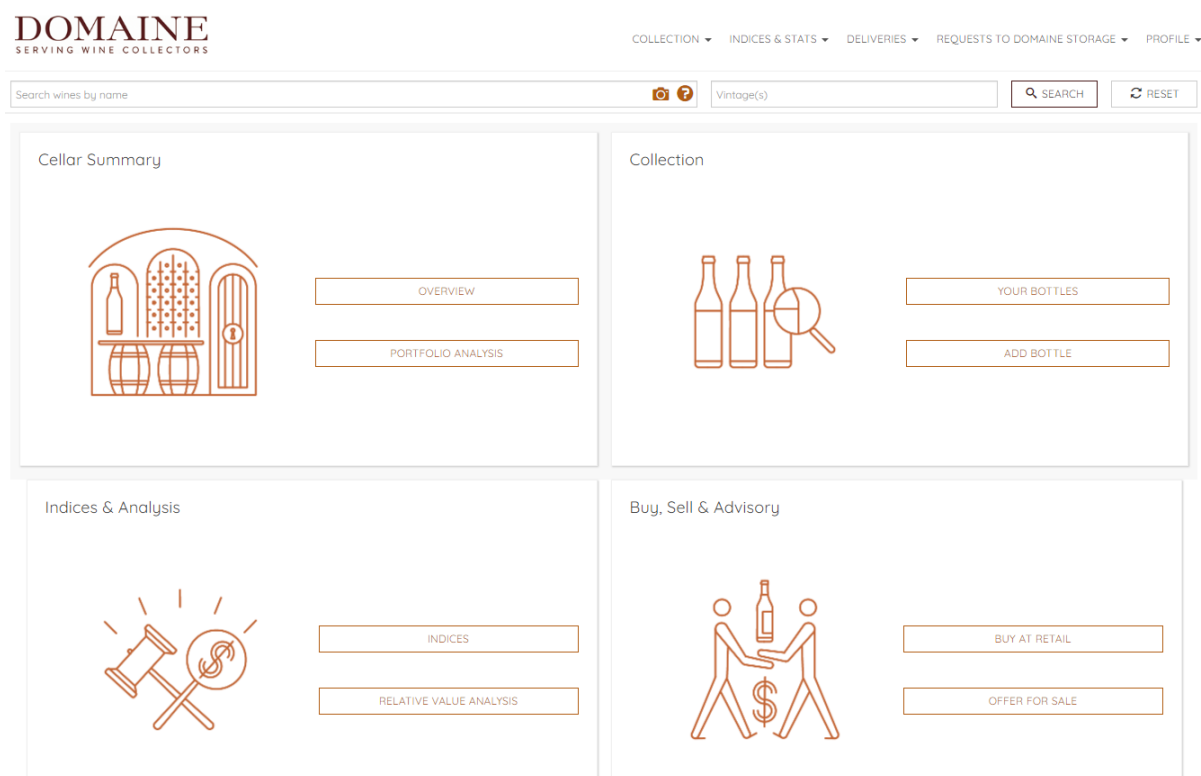 DOMAINE
SERVING WINE COLLECTORS
COLLECTION INDICES & STATS DELIVERIES REQUESTS TO DOMAINE STORAGE PROFILE
Search wines by name ? Vintage(s) SEARCH RESET
Cellar Summary
OVERVIEW
PORTFOLIO ANALYSIS
Collection
YOUR BOTTLES
ADD BOTTLE
Indices & Analysis
$
INDICES
RELATIVE VALUE ANALYSIS
Buy, Sell & Advisory
$
BUY AT RETAIL
OFFER FOR SALE